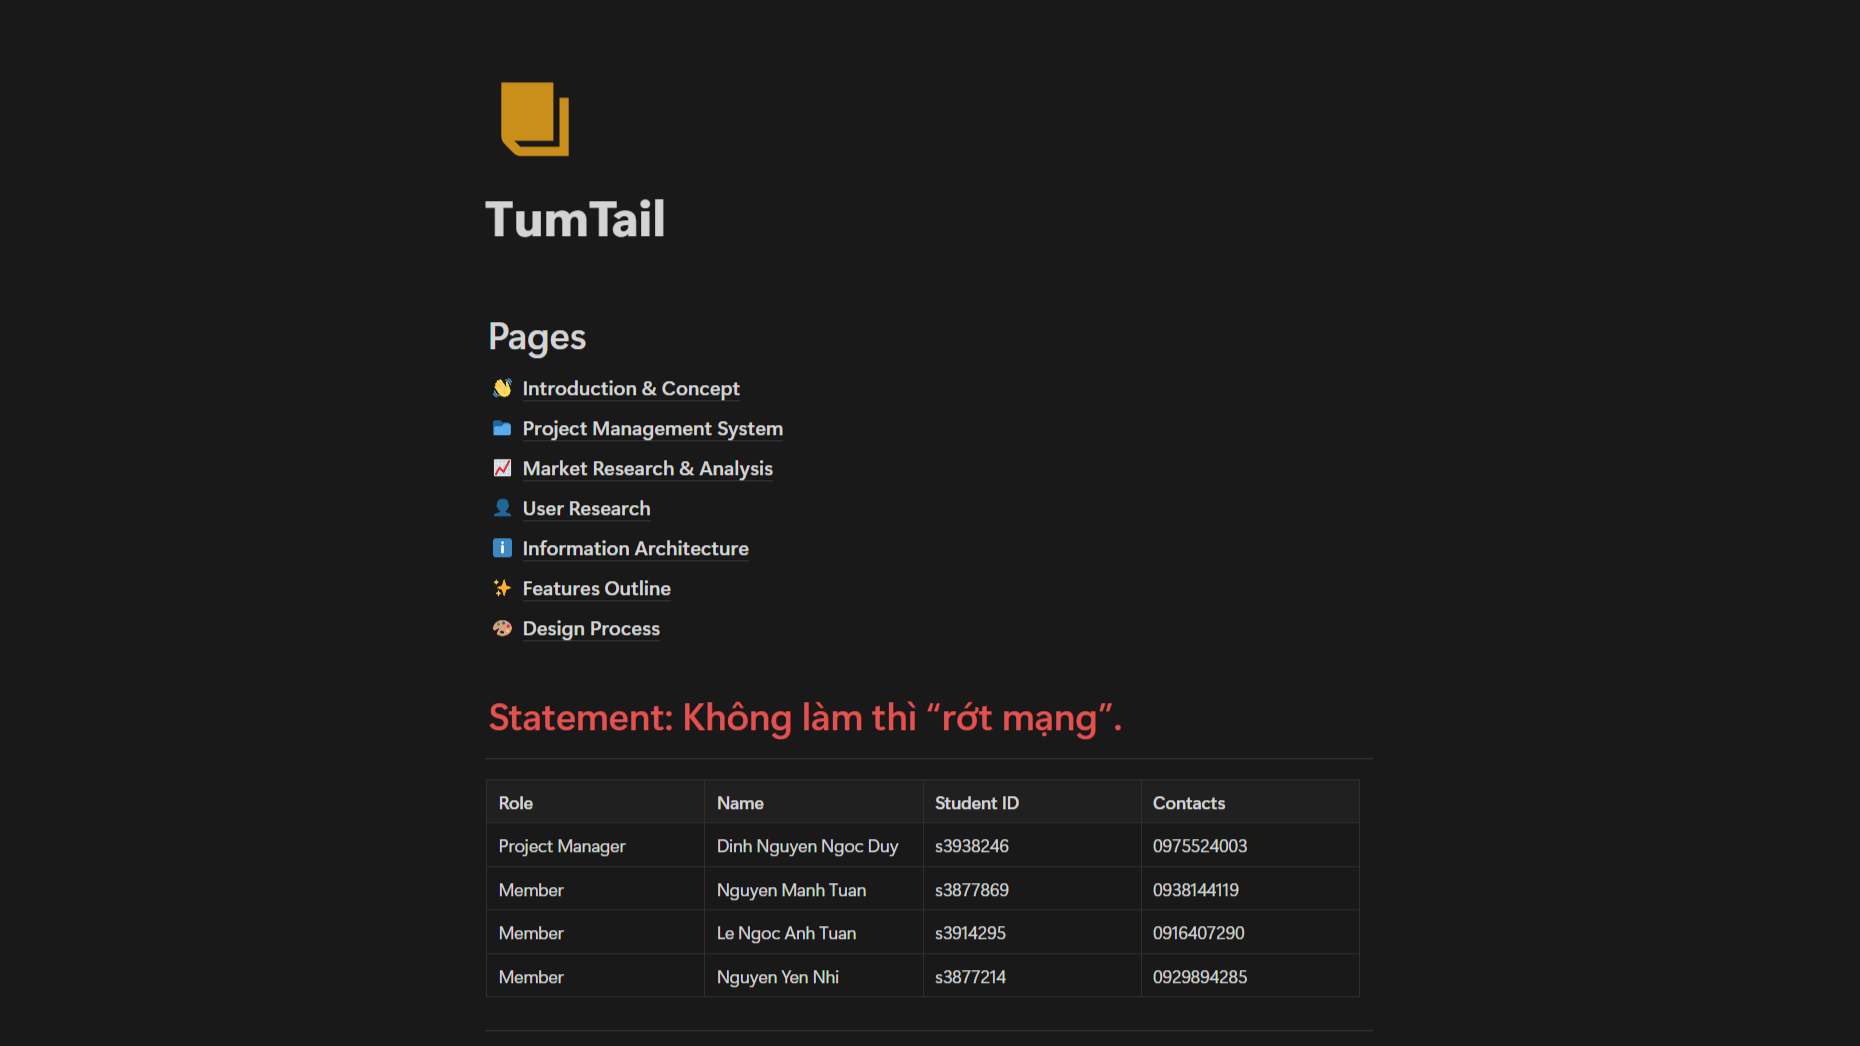 TumTail
Pages
Introduction & Concept
Project Management System
Market Research & Analysis
User Research
Information Architecture
Features Outline
Design Process
Statement: Không làm thì “rớt mạng”.
Role Name Student ID Contacts
Project Manager Dinh Nguyen Ngoc Duy s3938246 0975524003
Member Nguyen Manh Tuan s3877869 0938144119
Member Le Ngoc Anh Tuan s3914295 0916407290
Member Nguyen Yen Nhi s3877214 0929894285